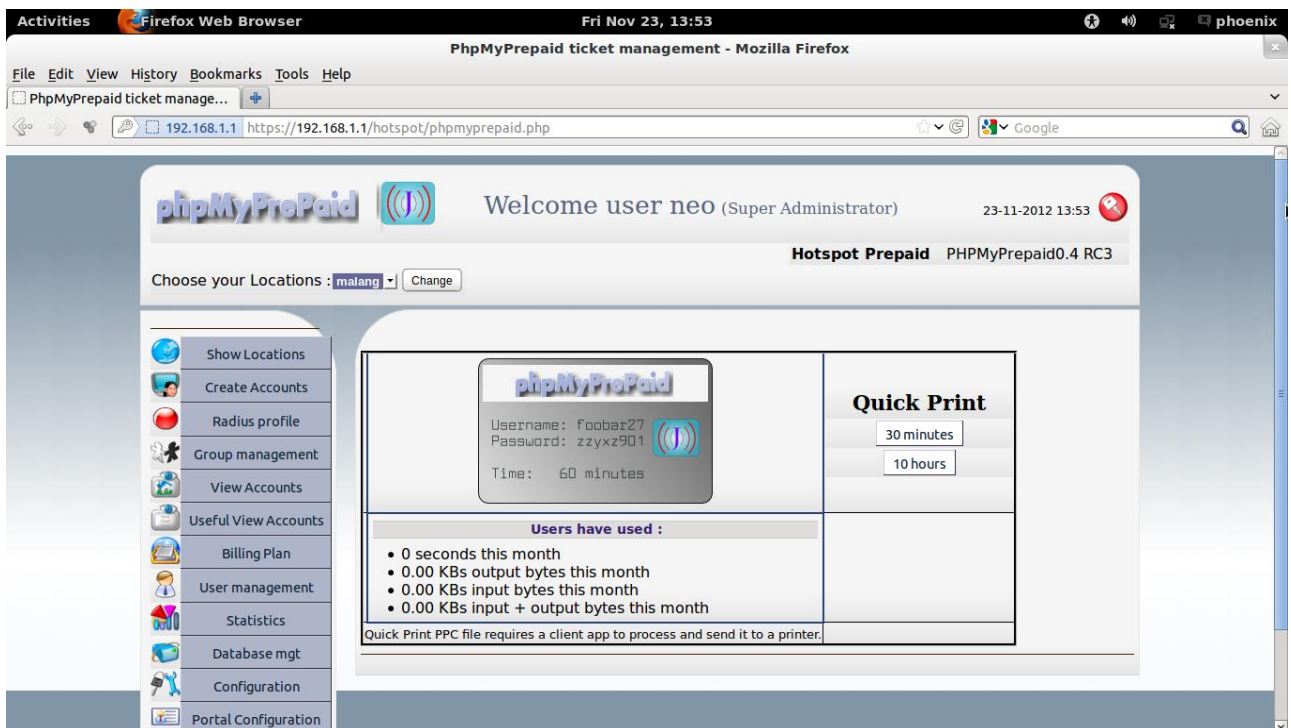 Activities Firefox Web Browser Fri Nov 23, 13:53 phoenix
PhpMyPrepaid ticket management - Mozilla Firefox
File Edit View History Bookmarks Tools Help
PhpMyPrepaid ticket manage...
192.168.1.1 https://192.168.1.1/hotspot/phpmyprepaid.php Google
phpMyPrePaid ((J)) Welcome user neo (Super Administrator) 23-11-2012 13:53
Hotspot Prepaid PHPMyPrepaid0.4 RC3
Choose your Locations : malang Change
Show Locations
Create Accounts
Radius profile
Group management
View Accounts
Useful View Accounts
Billing Plan
User management
Statistics
Database mgt
Configuration
Portal Configuration
phpMyPrePaid
Username: foobar27
Password: zzyxz901
((J))
Time: 60 minutes
Quick Print
30 minutes
10 hours
Users have used :
• 0 seconds this month
• 0.00 KBs output bytes this month
• 0.00 KBs input bytes this month
• 0.00 KBs input + output bytes this month
Quick Print PPC file requires a client app to process and send it to a printer.